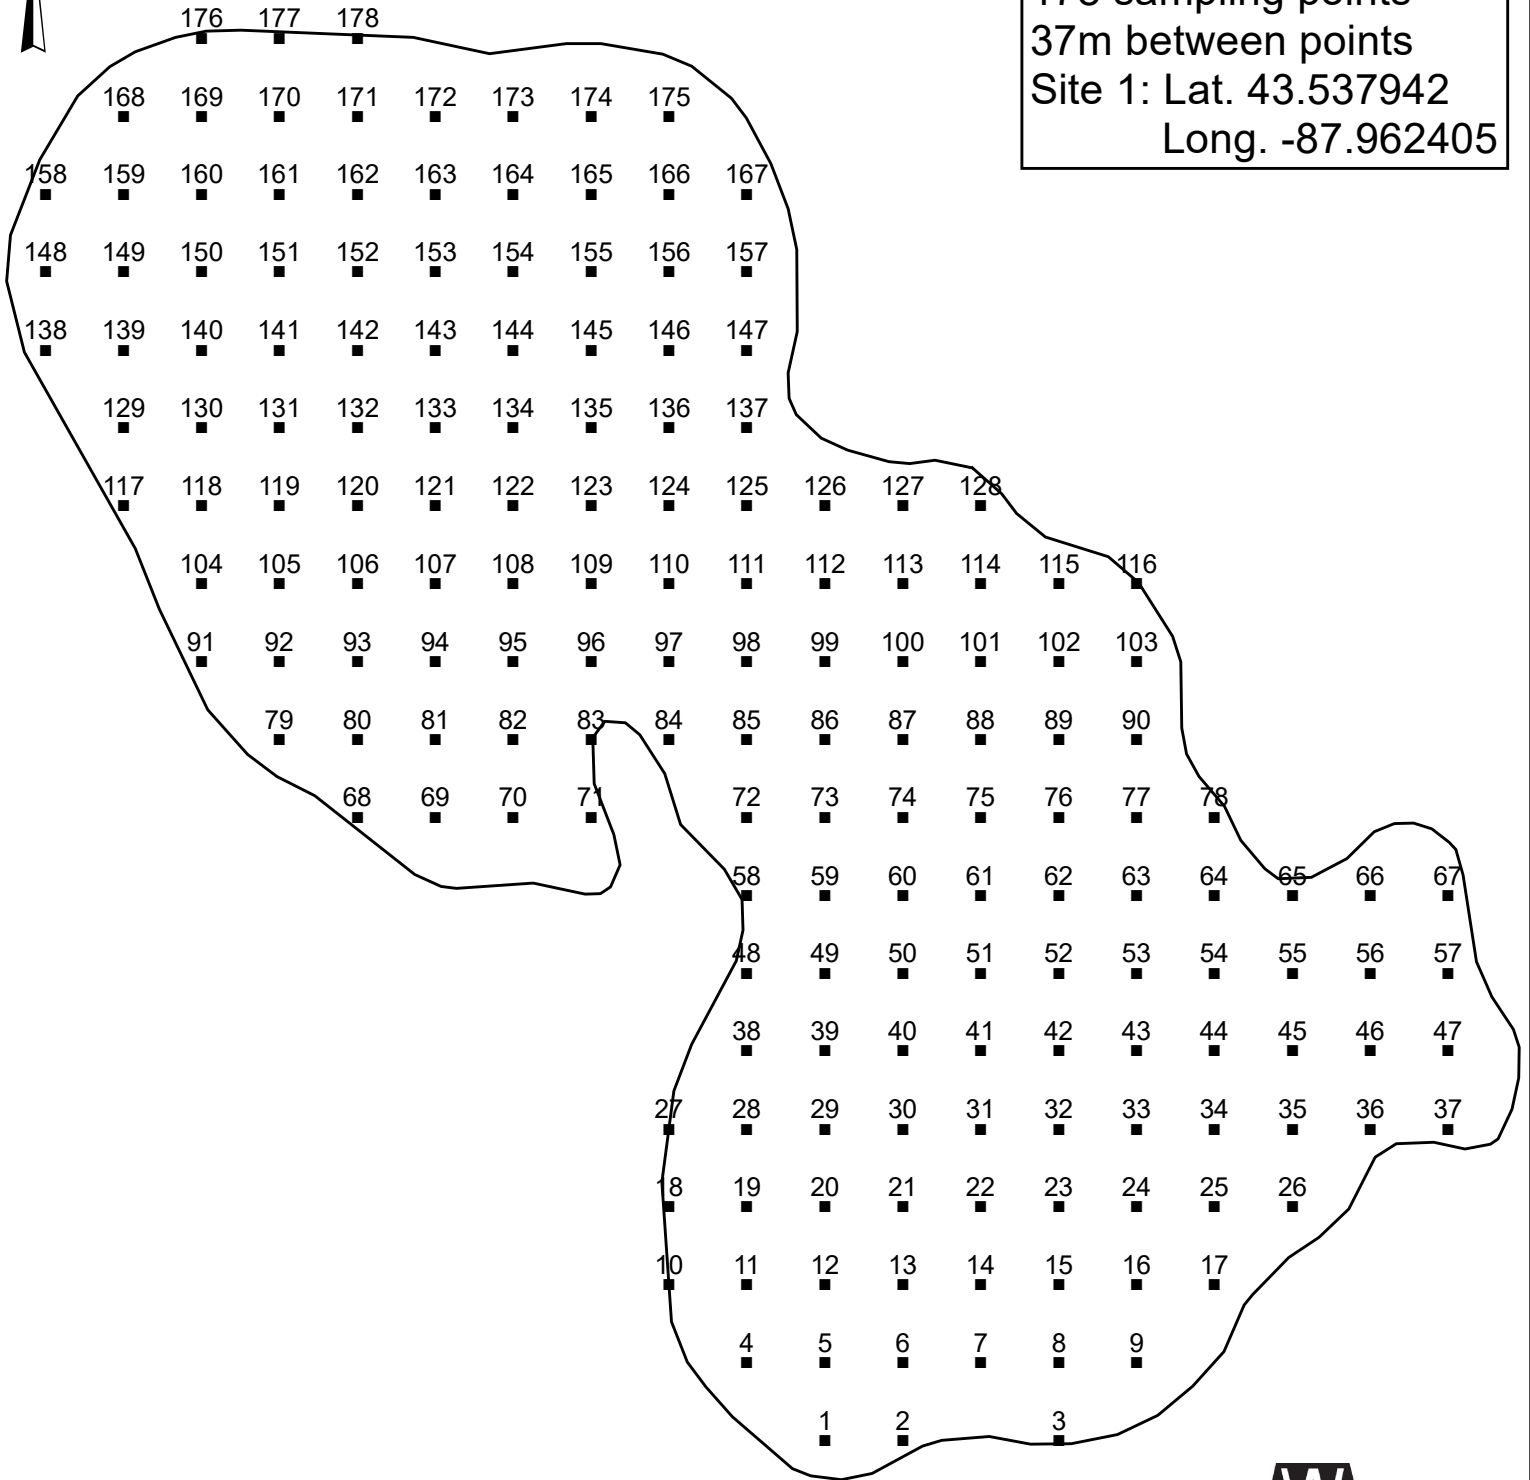 178 sampling points
37m between points
Site 1: Lat. 43.537942
Long. -87.962405
176 177 178
168 169 170 171 172 173 174 175
158 159 160 161 162 163 164 165 166 167
148 149 150 151 152 153 154 155 156 157
138 139 140 141 142 143 144 145 146 147
129 130 131 132 133 134 135 136 137
117 118 119 120 121 122 123 124 125 126 127 128
104 105 106 107 108 109 110 111 112 113 114 115 116
91 92 93 94 95 96 97 98 99 100 101 102 103
79 80 81 82 83 84 85 86 87 88 89 90
68 69 70 71 72 73 74 75 76 77 78
58 59 60 61 62 63 64 65 66 67
48 49 50 51 52 53 54 55 56 57
38 39 40 41 42 43 44 45 46 47
27 28 29 30 31 32 33 34 35 36 37
18 19 20 21 22 23 24 25 26
10 11 12 13 14 15 16 17
4 5 6 7 8 9
1 2 3
W